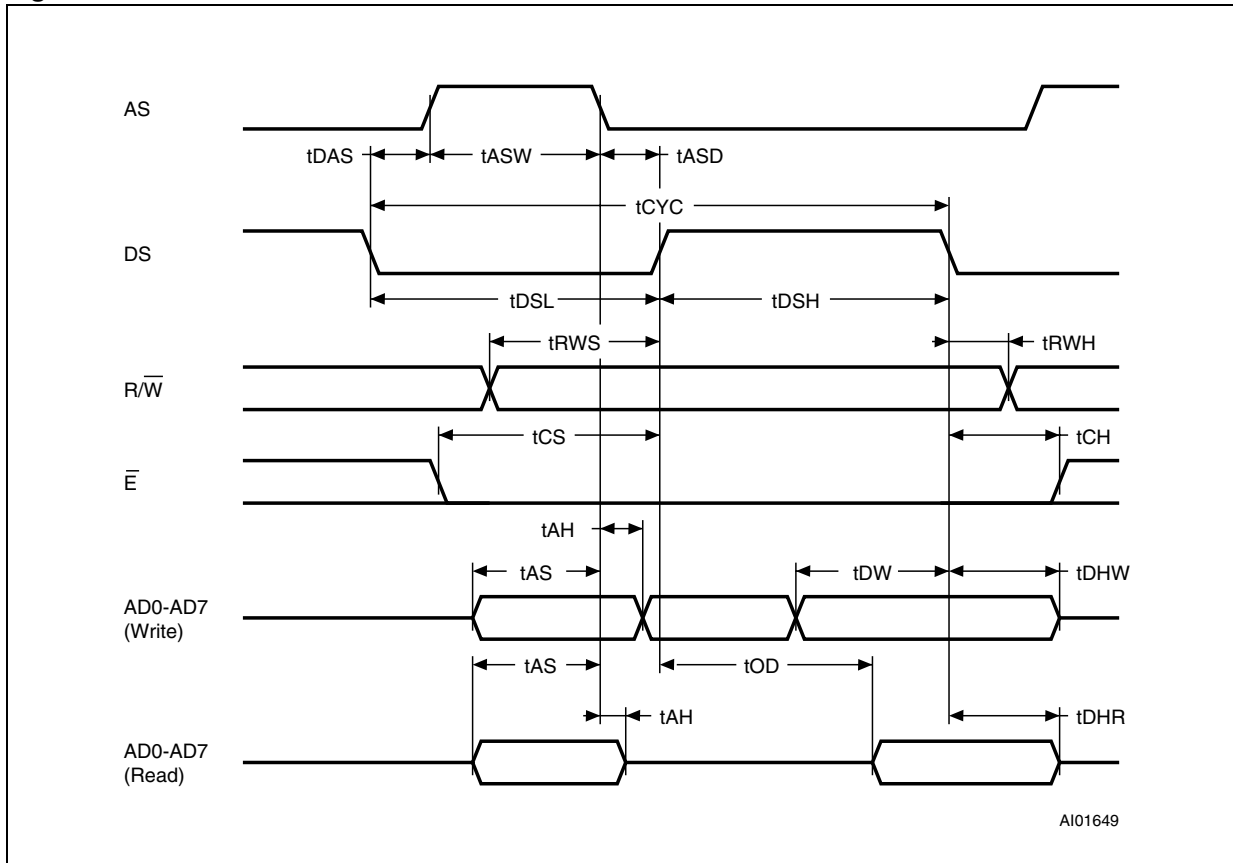 AS
tDAS
tASW
tASD
tCYC
DS
tDSL
tDSH
tRWS
tRWH
R/W̅
tCS
tCH
E̅
tAH
tAS
tDW
tDHW
AD0-AD7
(Write)
tAS
tOD
tAH
tDHR
AD0-AD7
(Read)
AI01649